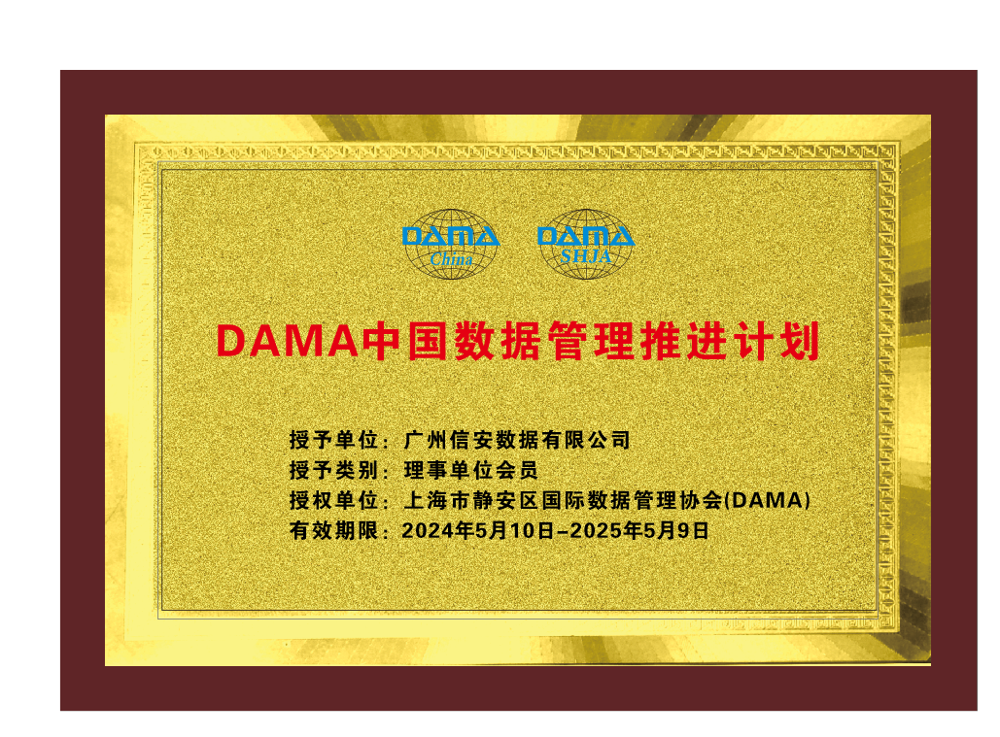 DAMA China
DAMA SHJA
DAMA中国数据管理推进计划
授予单位：广州信安数据有限公司
授予类别：理事单位会员
授权单位：上海市静安区国际数据管理协会(DAMA)
有效期限：2024年5月10日-2025年5月9日